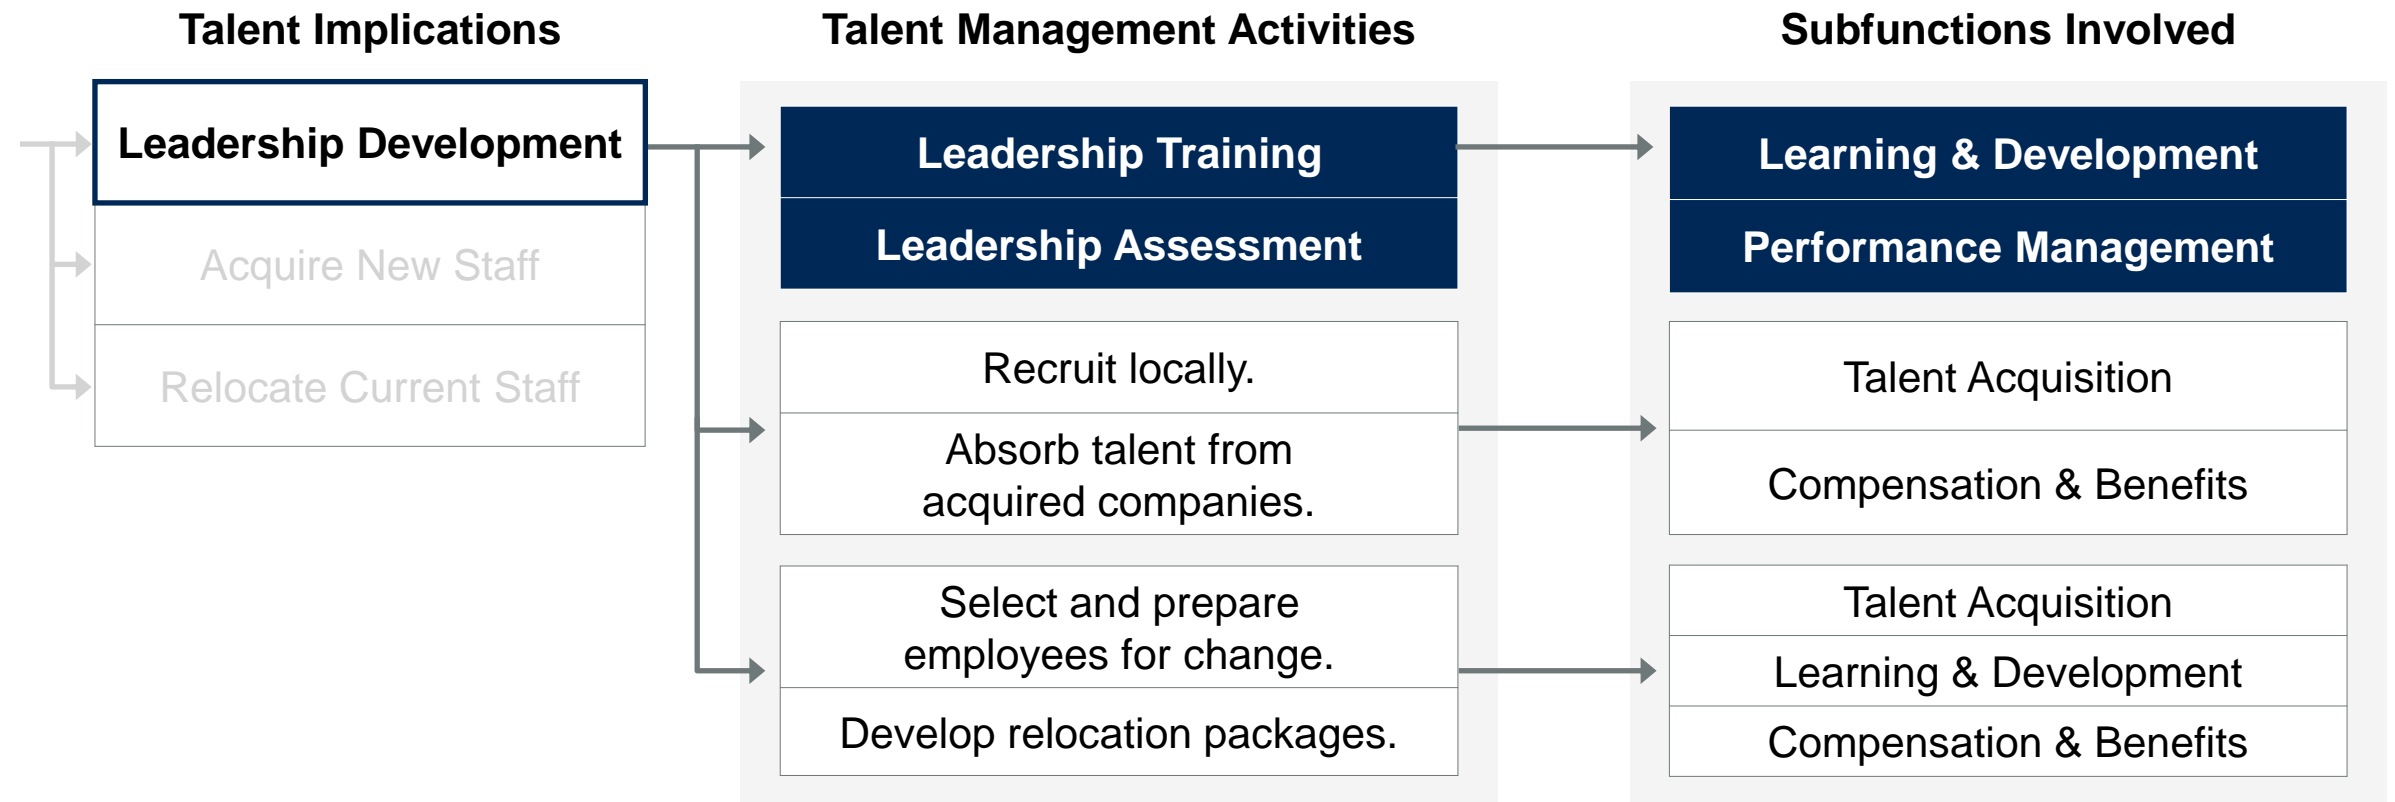 Talent Implications
Talent Management Activities
Subfunctions Involved
Leadership Development
Acquire New Staff
Relocate Current Staff
Leadership Training
Leadership Assessment
Recruit locally.
Absorb talent from
acquired companies.
Select and prepare
employees for change.
Develop relocation packages.
Learning & Development
Performance Management
Talent Acquisition
Compensation & Benefits
Talent Acquisition
Learning & Development
Compensation & Benefits